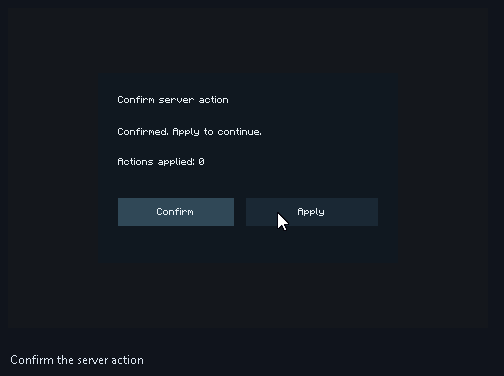 Confirm server action
Confirmed. Apply to continue.
Actions applied: 0
Confirm
Apply
Confirm the server action